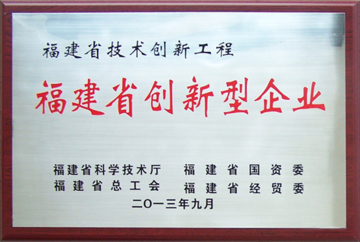 福建省技术创新工程
福建省创新型企业
福建省科学技术厅 福建省国资委
福建省总工会 福建省经贸委
二〇一三年九月